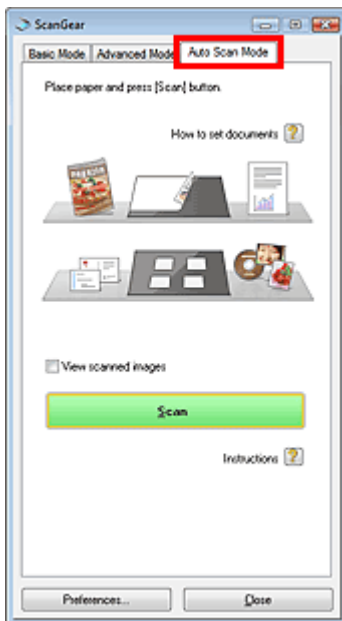 ScanGear
Basic Mode Advanced Mode Auto Scan Mode
Place paper and press [Scan] button.
How to set documents
View scanned images
Scan
Instructions
Preferences... Close